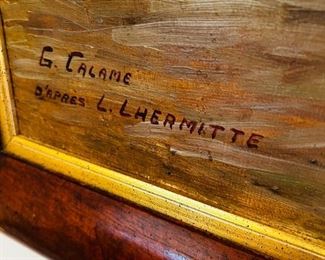 G. CALAME
D'APRES L. LHERMITTE